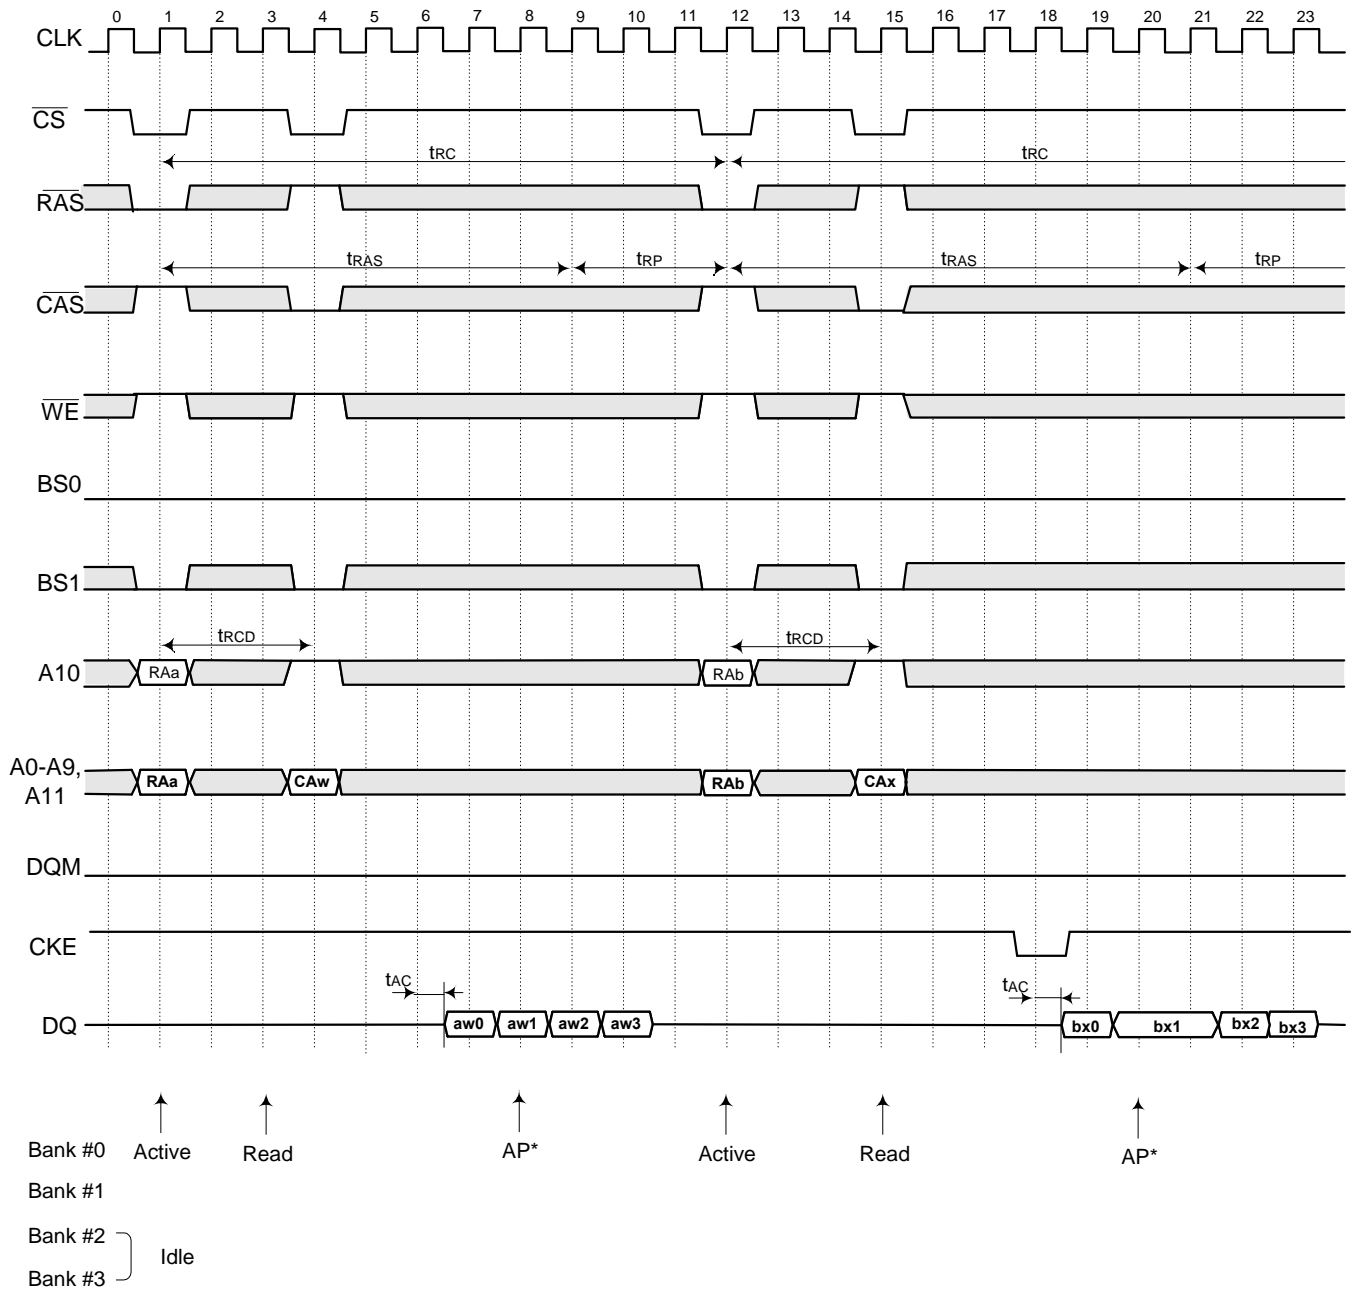 0 1 2 3 4 5 6 7 8 9 10 11 12 13 14 15 16 17 18 19 20 21 22 23
CLK
CS
tRC tRC
RAS
tRAS tRP tRAS tRP
CAS
WE
BS0
BS1
tRCD tRCD
A10 RAa RAb
A0-A9,
A11 RAa CAw RAb CAx
DQM
CKE
tAC tAC
DQ aw0 aw1 aw2 aw3 bx0 bx1 bx2 bx3
Bank #0 Active Read AP* Active Read AP*
Bank #1
Bank #2
Idle
Bank #3